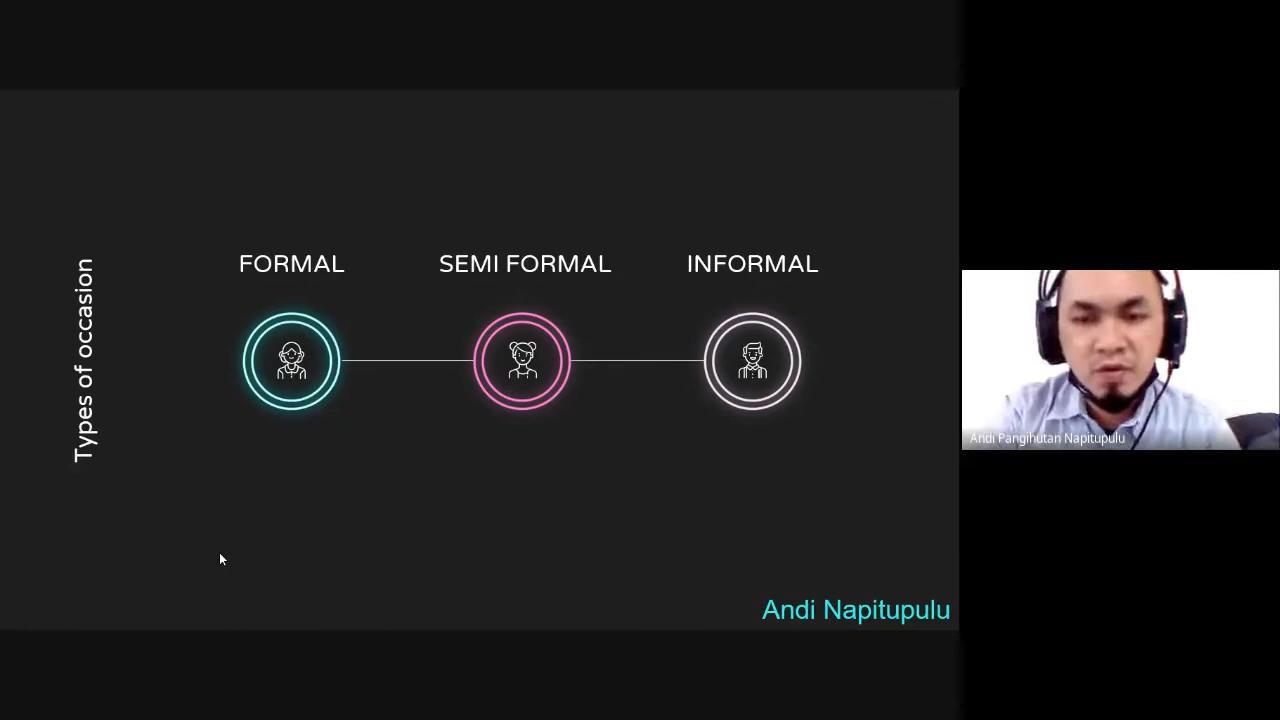 Types of occasion
FORMAL
SEMI FORMAL
INFORMAL
Andi Napitupulu
Andi Pangihutan Napitupulu